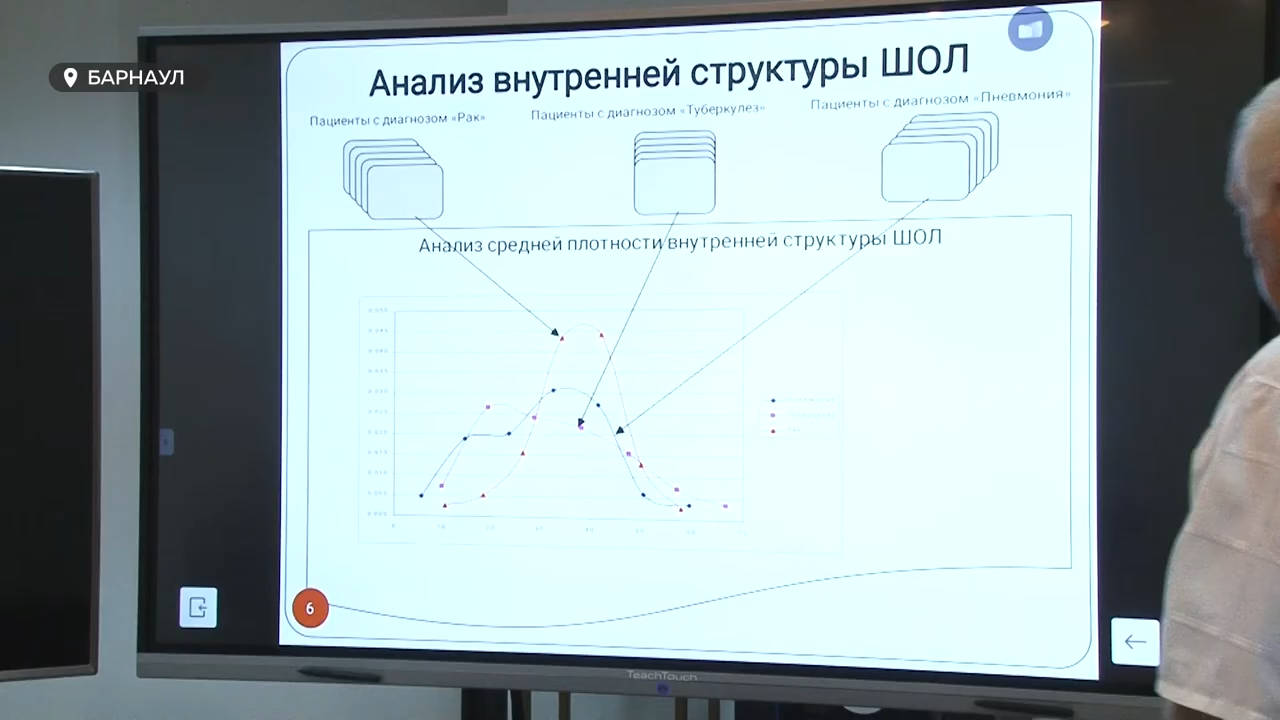 БАРНАУЛ
Анализ внутренней структуры ШОЛ
Пациенты с диагнозом «Рак»
Пациенты с диагнозом «Туберкулез»
Пациенты с диагнозом «Пневмония»
Анализ средней плотности внутренней структуры ШОЛ
6
TeachTouch